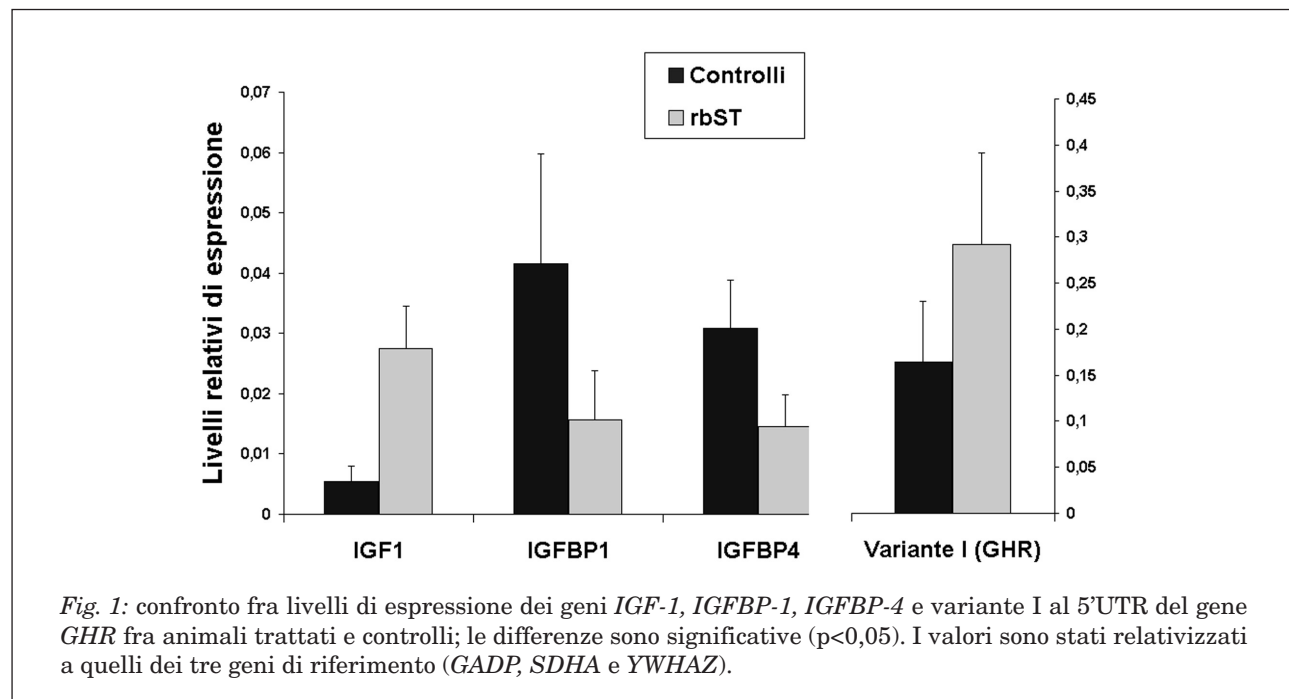 Controlli
rbST
Livelli relativi di espressione
0,07
0,06
0,05
0,04
0,03
0,02
0,01
0
0,45
0,4
0,35
0,3
0,25
0,2
0,15
0,1
0,05
0
IGF1
IGFBP1
IGFBP4
Variante I (GHR)
Fig. 1: confronto fra livelli di espressione dei geni IGF-1, IGFBP-1, IGFBP-4 e variante I al 5’UTR del gene
GHR fra animali trattati e controlli; le differenze sono significative (p<0,05). I valori sono stati relativizzati
a quelli dei tre geni di riferimento (GADP, SDHA e YWHAZ).